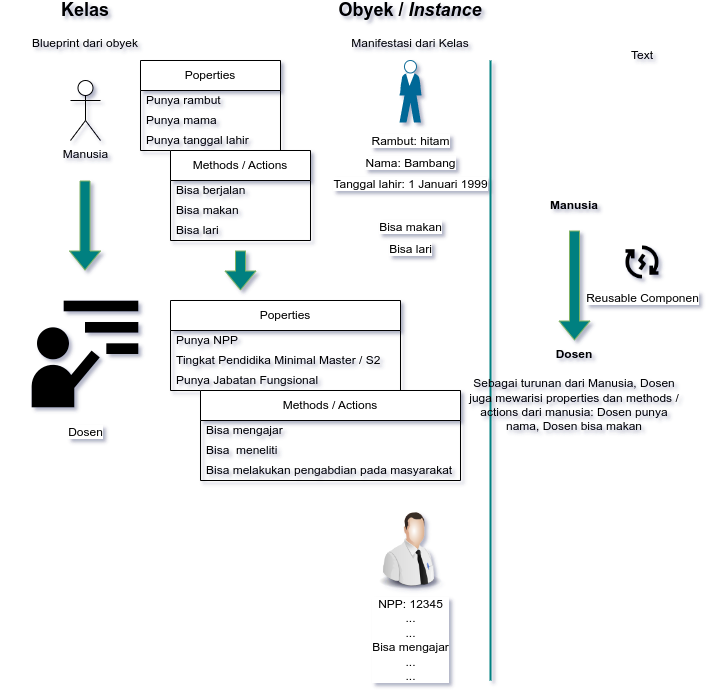 Kelas
Obyek / Instance
Blueprint dari obyek
Manifestasi dari Kelas
Text
Poperties
Punya rambut
Punya mama
Punya tanggal lahir
Manusia
Methods / Actions
Bisa berjalan
Bisa makan
Bisa lari
Rambut: hitam
Nama: Bambang
Tanggal lahir: 1 Januari 1999
Bisa makan
Bisa lari
Manusia
Reusable Componen
Dosen
Sebagai turunan dari Manusia, Dosen
juga mewarisi properties dan methods /
actions dari manusia: Dosen punya
nama, Dosen bisa makan
Poperties
Punya NPP
Tingkat Pendidika Minimal Master / S2
Punya Jabatan Fungsional
Dosen
Methods / Actions
Bisa mengajar
Bisa  meneliti
Bisa melakukan pengabdian pada masyarakat
NPP: 12345
...
...
Bisa mengajar
...
...